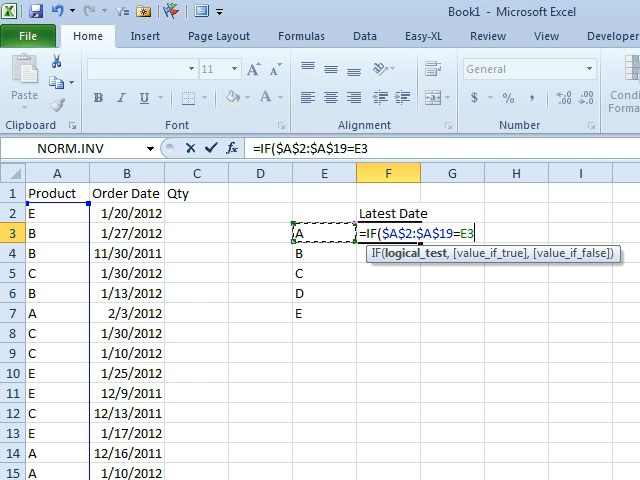 Book1 - Microsoft Excel
File Home Insert Page Layout Formulas Data Easy-XL Review View Developer
Paste 11 A A General
B I U A $ % , .0 .00 .00 .0 Condi
Forma
Clipboard Font Alignment Number
NORM.INV fx =IF($A$2:$A$19=E3
A B C D E F G H I
1 Product Order Date Qty
2 E 1/20/2012 Latest Date
3 B 1/27/2012 A =IF($A$2:$A$19=E3
4 B 11/30/2011 B IF(logical_test, [value_if_true], [value_if_false])
5 C 1/30/2012 C
6 B 1/13/2012 D
7 A 2/3/2012 E
8 C 1/30/2012
9 C 1/10/2012
10 E 1/25/2012
11 E 12/9/2011
12 C 12/13/2011
13 E 1/17/2012
14 A 12/16/2011
15 A 1/10/2012